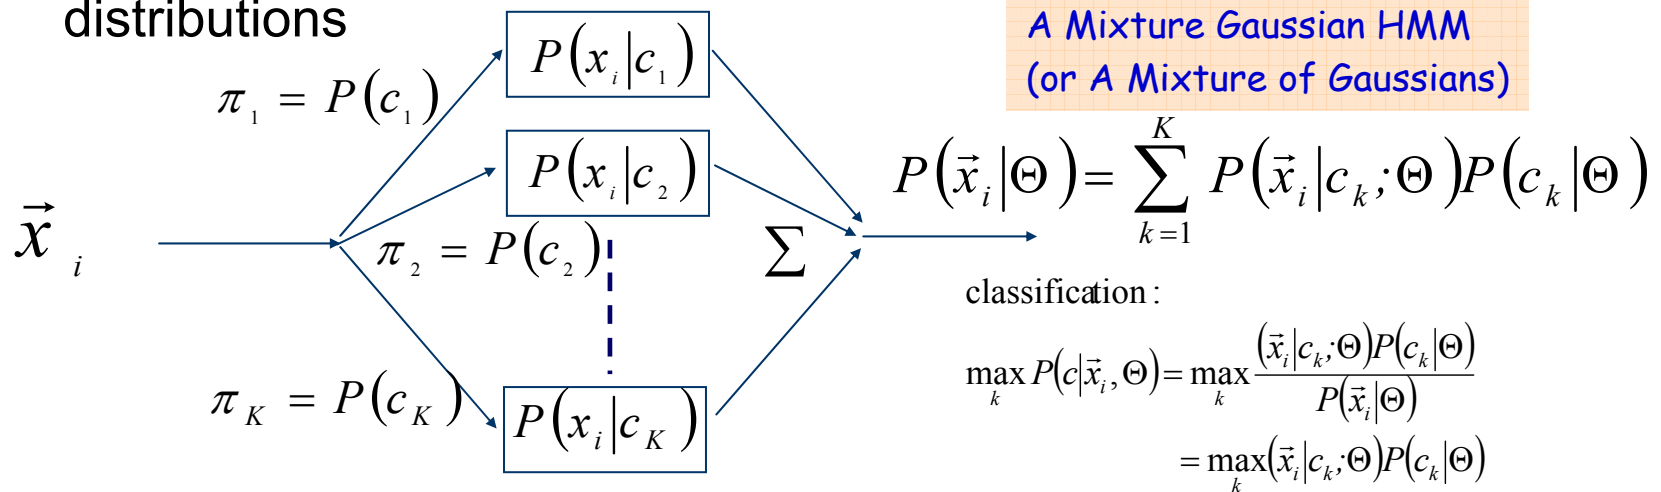 distributions
A Mixture Gaussian HMM
(or A Mixture of Gaussians)
π₁ = P(c₁)
P(xᵢ|c₁)
P(xᵢ|c₂)
P(x⃗ᵢ|Θ) = ∑_{k=1}^{K} P(x⃗ᵢ|c_k;Θ)P(c_k|Θ)
x⃗ᵢ
π₂ = P(c₂)
∑
π_K = P(c_K)
P(xᵢ|c_K)
classification :
max_k P(c|x⃗ᵢ, Θ) = max_k (x⃗ᵢ|c_k;Θ)P(c_k|Θ) / P(x⃗ᵢ|Θ)
= max_k (x⃗ᵢ|c_k;Θ)P(c_k|Θ)